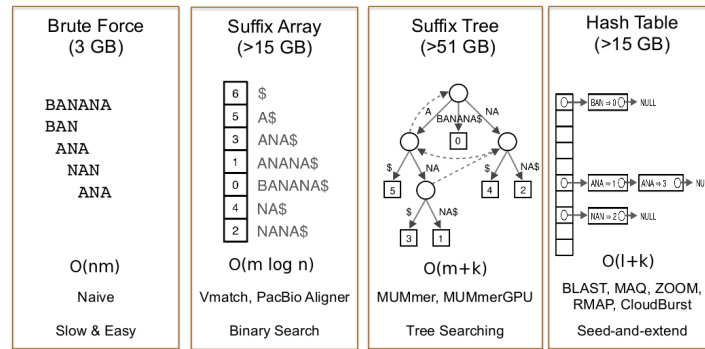 Brute Force
(3 GB)
BANANA
BAN
ANA
NAN
ANA
O(nm)
Naive
Slow & Easy
Suffix Array
(>15 GB)
6 $
5 A$
3 ANA$
1 ANANA$
0 BANANA$
4 NA$
2 NANA$
O(m log n)
Vmatch, PacBio Aligner
Binary Search
Suffix Tree
(>51 GB)
A BANANA$ NA
0
$ NA $ NA$
5 4 2
$ NA$
3 1
O(m+k)
MUMmer, MUMmerGPU
Tree Searching
Hash Table
(>15 GB)
BAN ⇒ 0 NULL
ANA ⇒ 1 ANA ⇒ 3 NU
NAN ⇒ 2 NULL
O(l+k)
BLAST, MAQ, ZOOM,
RMAP, CloudBurst
Seed-and-extend